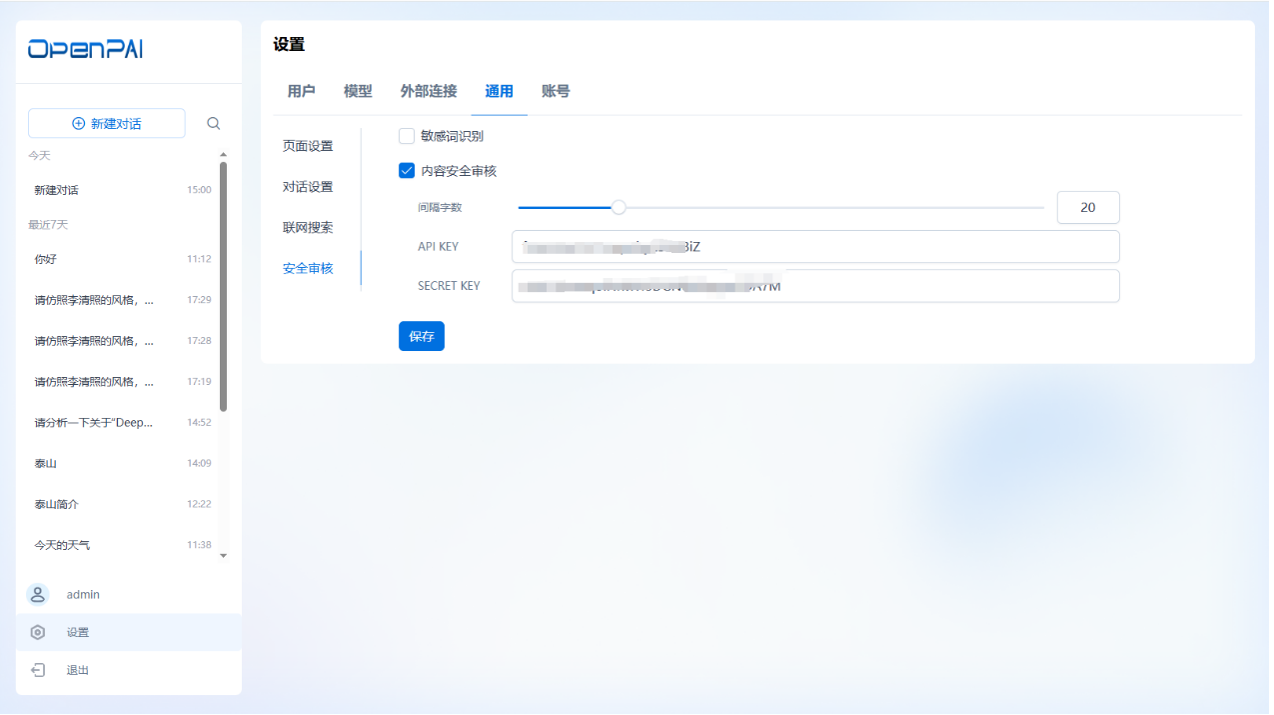 OpenPAI
新建对话
今天
新建对话 15:00
最近7天
你好 11:12
请仿照李清照的风格，... 17:29
请仿照李清照的风格，... 17:28
请仿照李清照的风格，... 17:19
请分析一下关于“Deep... 14:52
泰山 14:09
泰山简介 12:22
今天的天气 11:38
admin
设置
退出
设置
用户 模型 外部连接 通用 账号
页面设置
对话设置
联网搜索
安全审核
敏感词识别
内容安全审核
间隔字数 20
API KEY
SECRET KEY
保存